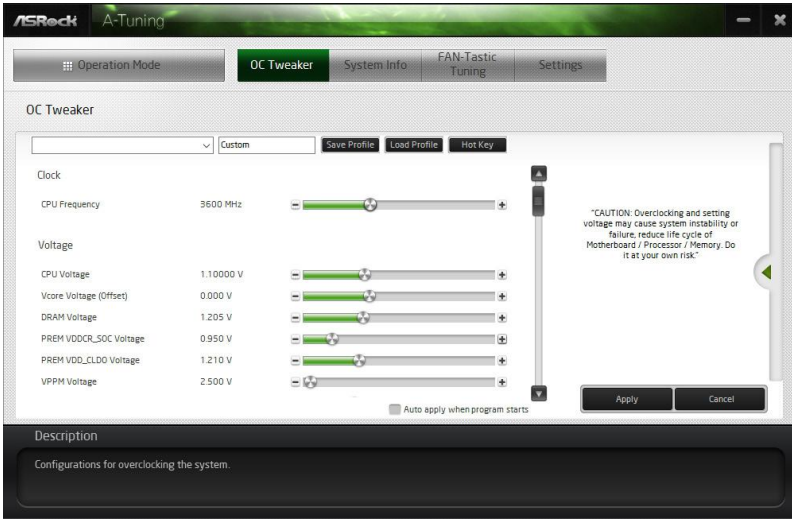 ASRock A-Tuning
Operation Mode
OC Tweaker
System Info
FAN-Tastic
Tuning
Settings
OC Tweaker
Custom
Save Profile
Load Profile
Hot Key
Clock
CPU Frequency 3600 MHz
Voltage
CPU Voltage 1.10000 V
Vcore Voltage (Offset) 0.000 V
DRAM Voltage 1.205 V
PREM VDDCR_SOC Voltage 0.950 V
PREM VDD_CLDO Voltage 1.210 V
VPPM Voltage 2.500 V
Auto apply when program starts
"CAUTION: Overclocking and setting
voltage may cause system instability or
failure, reduce life cycle of
Motherboard / Processor / Memory. Do
it at your own risk."
Apply
Cancel
Description
Configurations for overclocking the system.